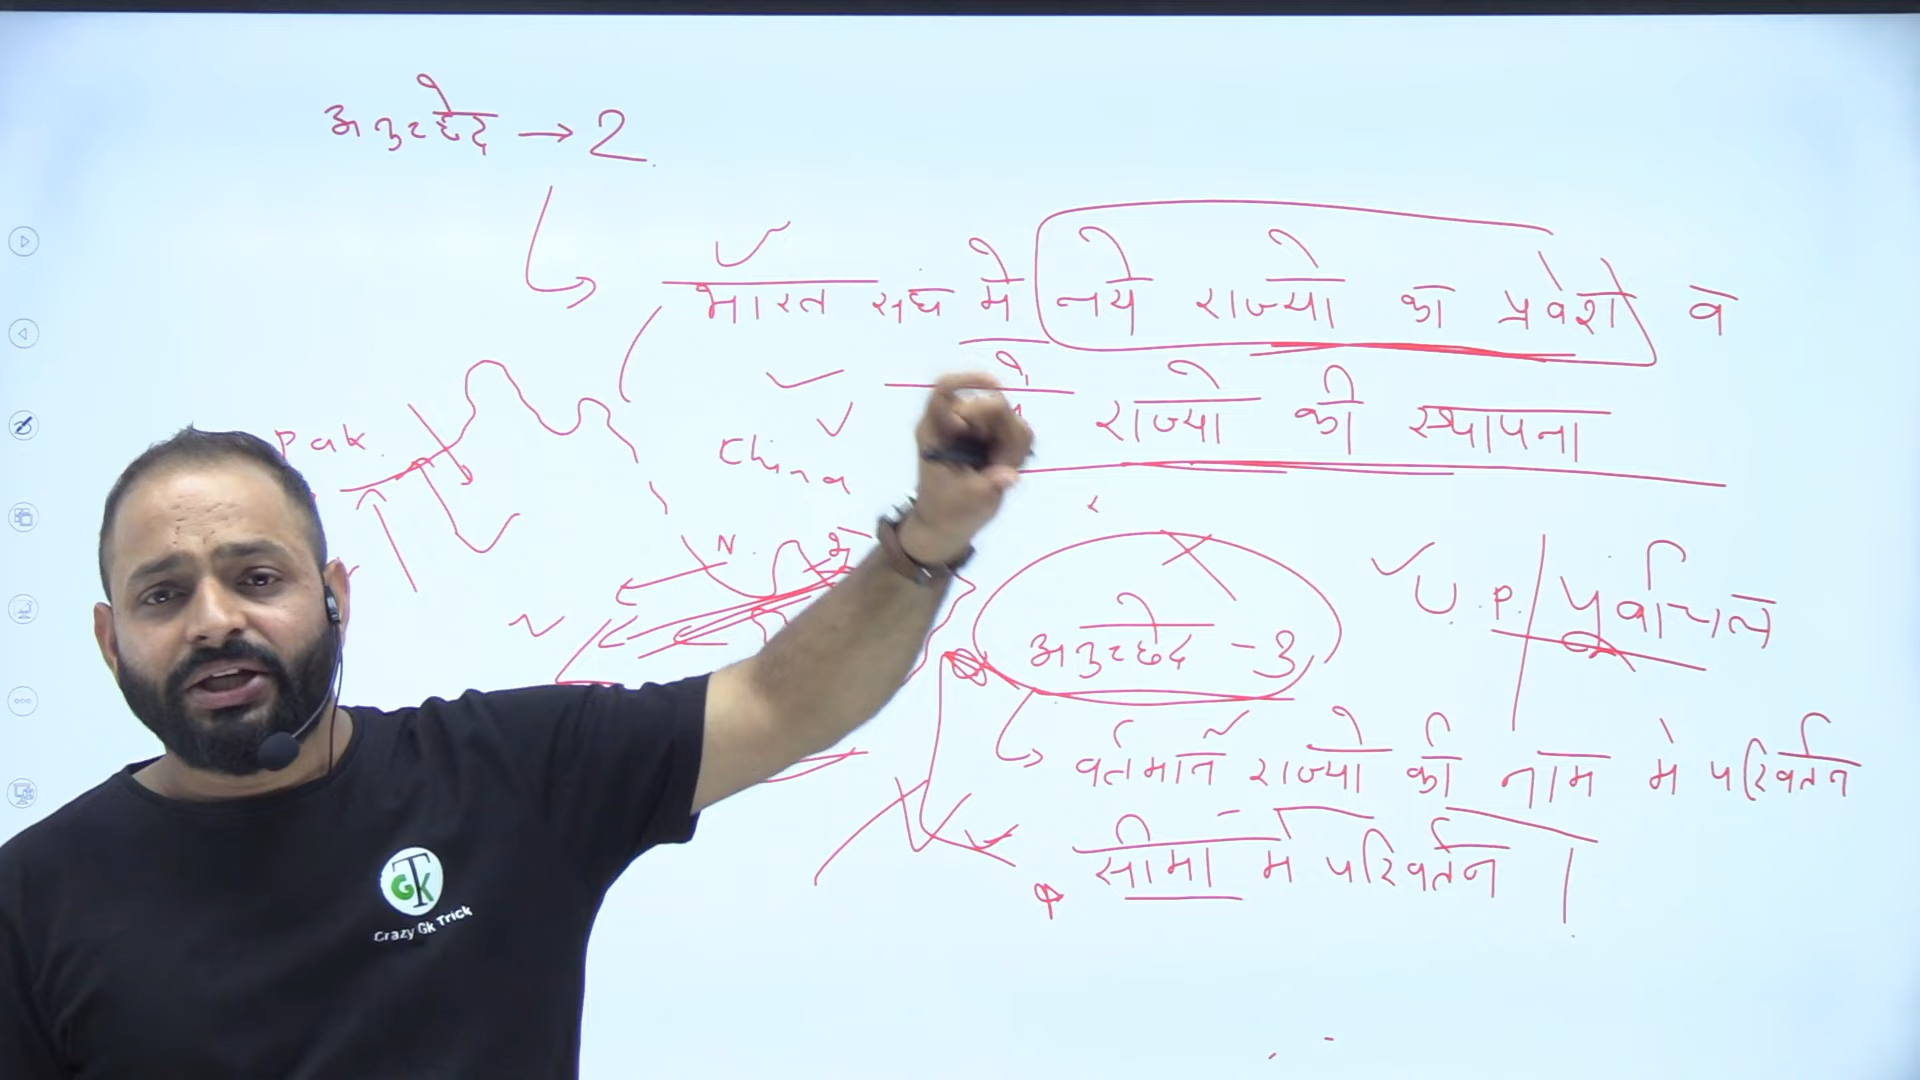 अनुच्छेद → 2
भारत संघ में नये राज्यो का प्रवेश व
राज्यो की स्थापना
Pak
China
N
U.P. पूर्वांचल
अनुच्छेद - 3
वर्तमान राज्यो की नाम मे परिवर्तन
सीमा मे परिवर्तन |
GTK
Crazy Gk Trick